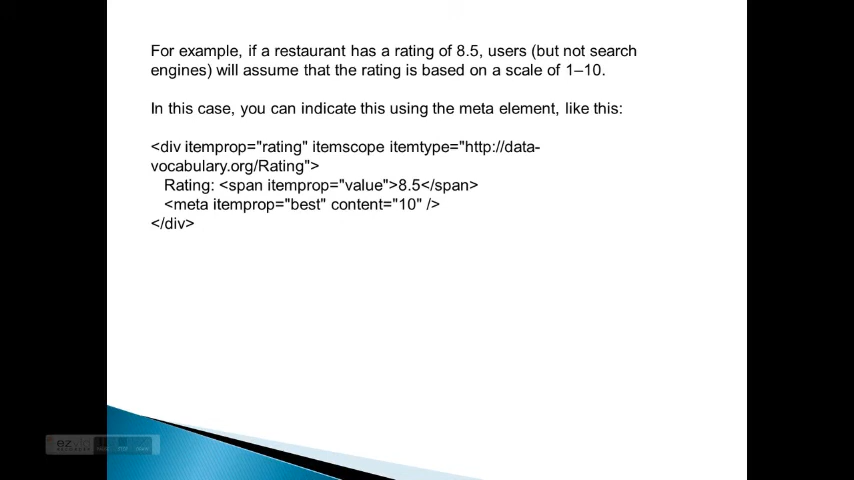 For example, if a restaurant has a rating of 8.5, users (but not search
engines) will assume that the rating is based on a scale of 1–10.
In this case, you can indicate this using the meta element, like this:
<div itemprop="rating" itemscope itemtype="http://data-
vocabulary.org/Rating">
Rating: <span itemprop="value">8.5</span>
<meta itemprop="best" content="10" />
</div>
ezvid
RECORDER